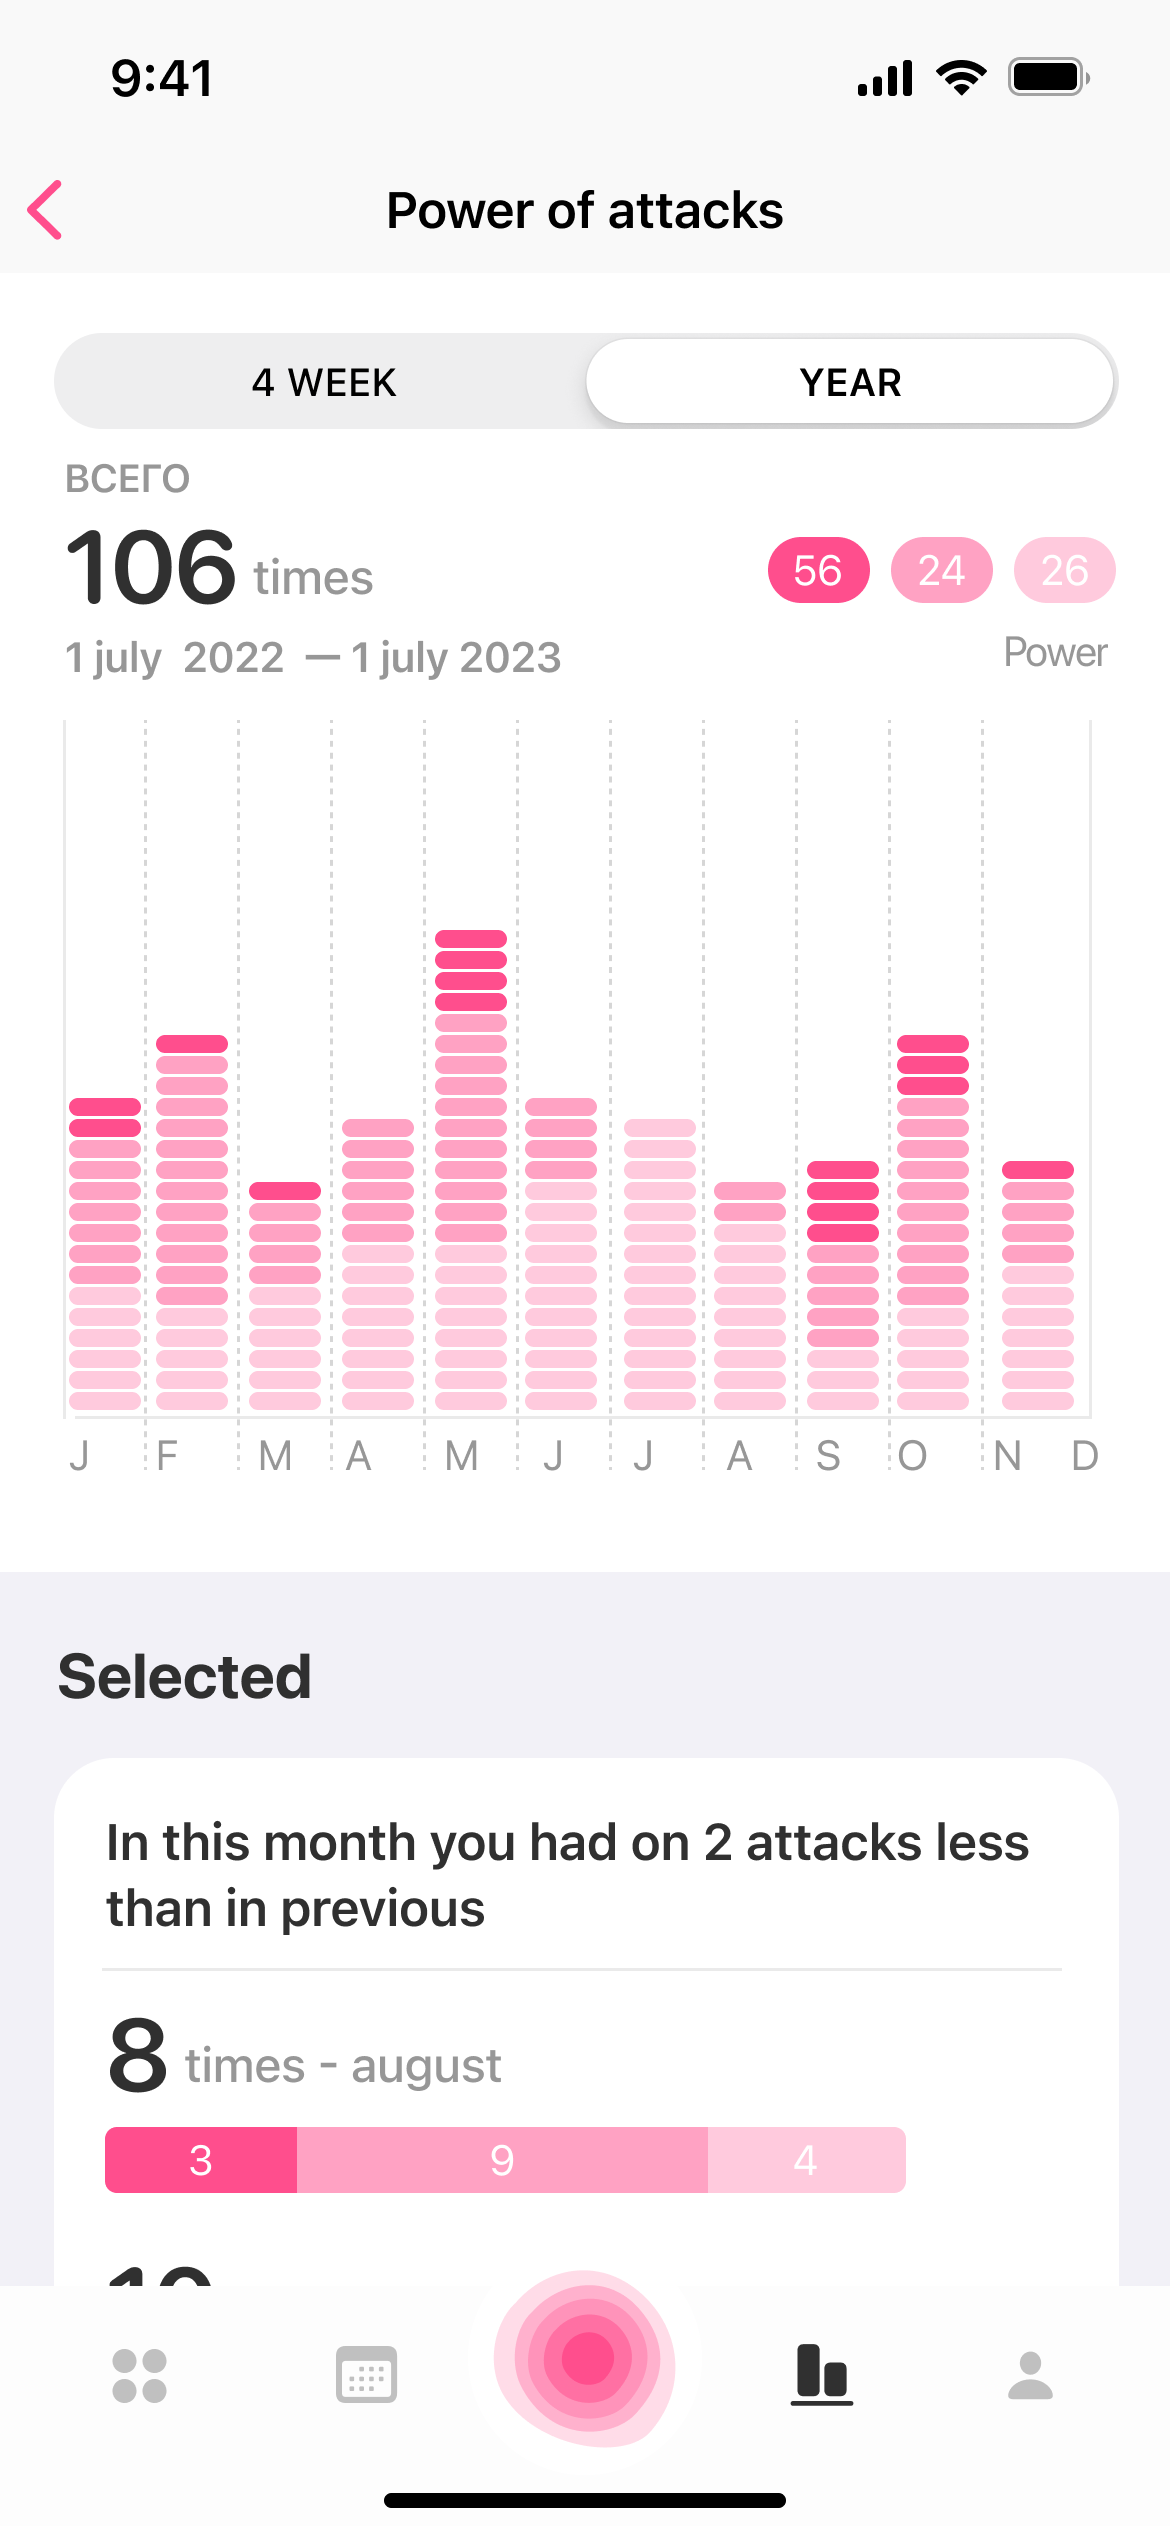 9:41
Power of attacks
4 WEEK YEAR
ВСЕГО
106 times 56 24 26
1 july 2022 — 1 july 2023 Power
J F M A M J J A S O N D
Selected
In this month you had on 2 attacks less
than in previous
8 times - august
3 9 4